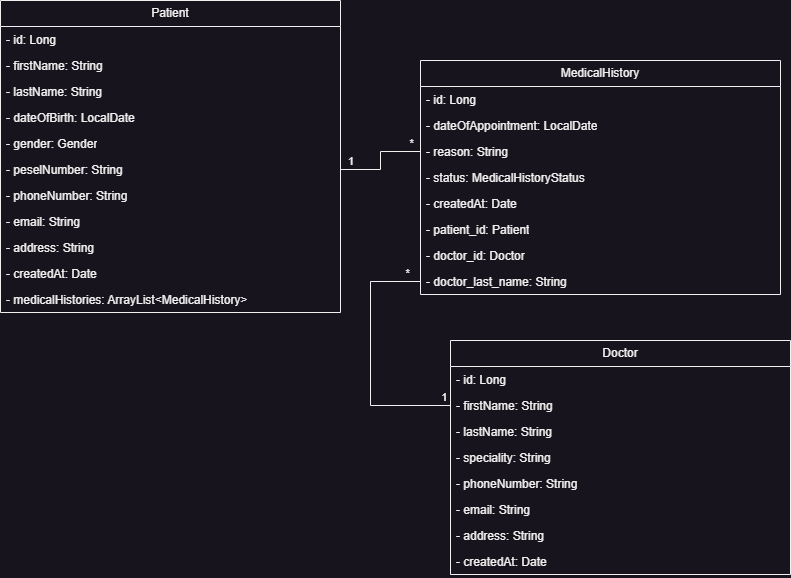 Patient
- id: Long
- firstName: String
- lastName: String
- dateOfBirth: LocalDate
- gender: Gender
- peselNumber: String
- phoneNumber: String
- email: String
- address: String
- createdAt: Date
- medicalHistories: ArrayList<MedicalHistory>
1
*
MedicalHistory
- id: Long
- dateOfAppointment: LocalDate
- reason: String
- status: MedicalHistoryStatus
- createdAt: Date
- patient_id: Patient
- doctor_id: Doctor
- doctor_last_name: String
*
1
Doctor
- id: Long
- firstName: String
- lastName: String
- speciality: String
- phoneNumber: String
- email: String
- address: String
- createdAt: Date